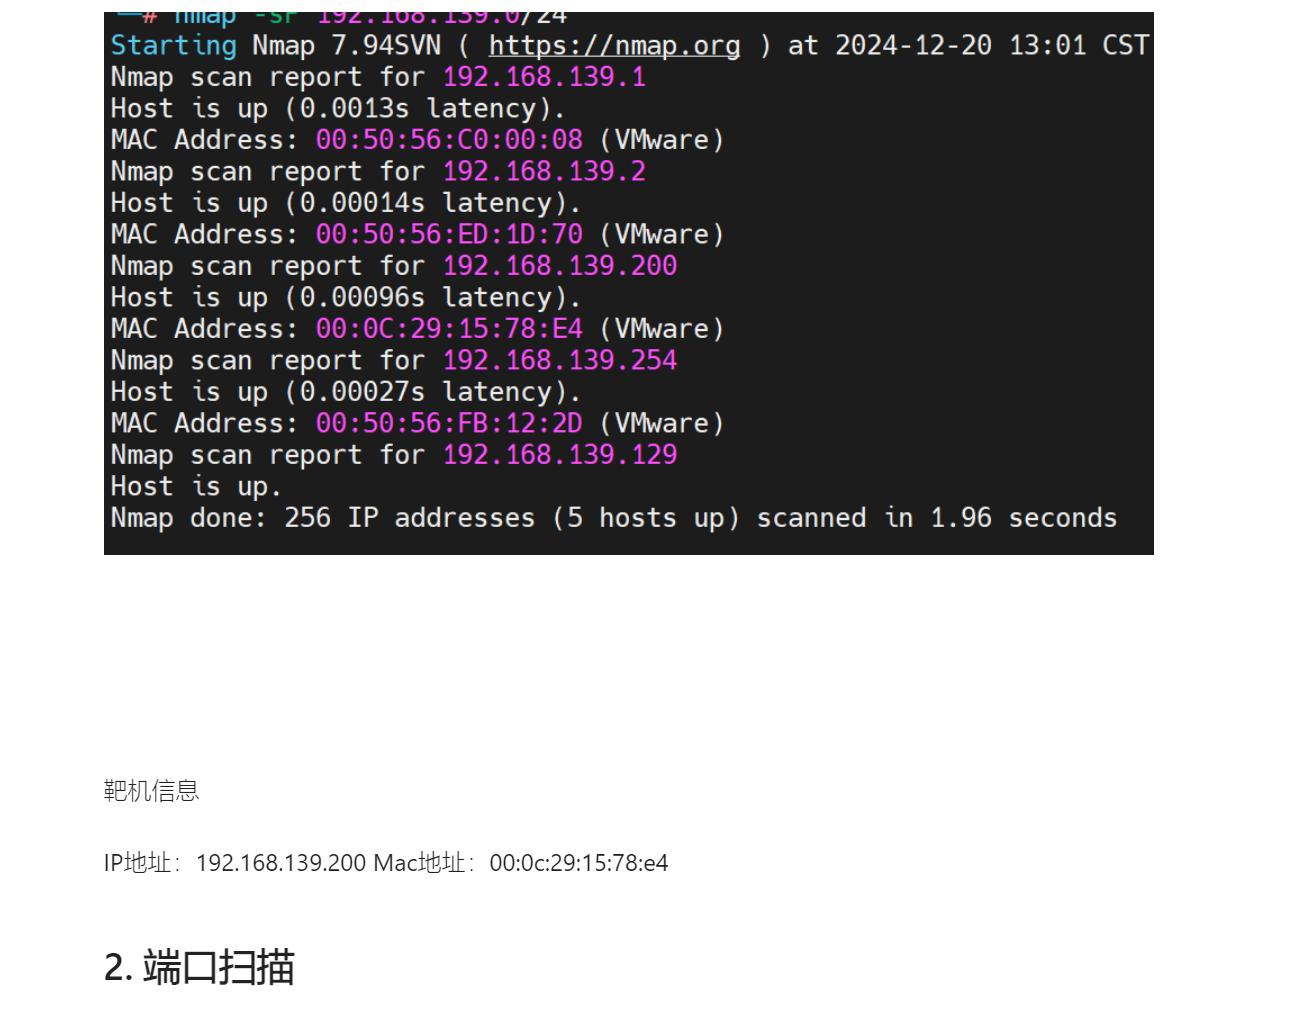 # nmap -sP 192.168.139.0/24
Starting Nmap 7.94SVN ( https://nmap.org ) at 2024-12-20 13:01 CST
Nmap scan report for 192.168.139.1
Host is up (0.0013s latency).
MAC Address: 00:50:56:C0:00:08 (VMware)
Nmap scan report for 192.168.139.2
Host is up (0.00014s latency).
MAC Address: 00:50:56:ED:1D:70 (VMware)
Nmap scan report for 192.168.139.200
Host is up (0.00096s latency).
MAC Address: 00:0C:29:15:78:E4 (VMware)
Nmap scan report for 192.168.139.254
Host is up (0.00027s latency).
MAC Address: 00:50:56:FB:12:2D (VMware)
Nmap scan report for 192.168.139.129
Host is up.
Nmap done: 256 IP addresses (5 hosts up) scanned in 1.96 seconds
靶机信息
IP地址：192.168.139.200 Mac地址：00:0c:29:15:78:e4
2. 端口扫描